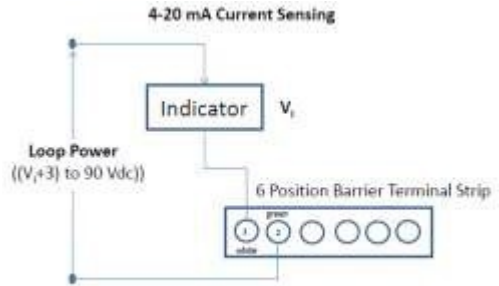 4-20 mA Current Sensing
Indicator
Vᵢ
Loop Power
((Vᵢ+3) to 90 Vdc))
6 Position Barrier Terminal Strip
green
1
2
white